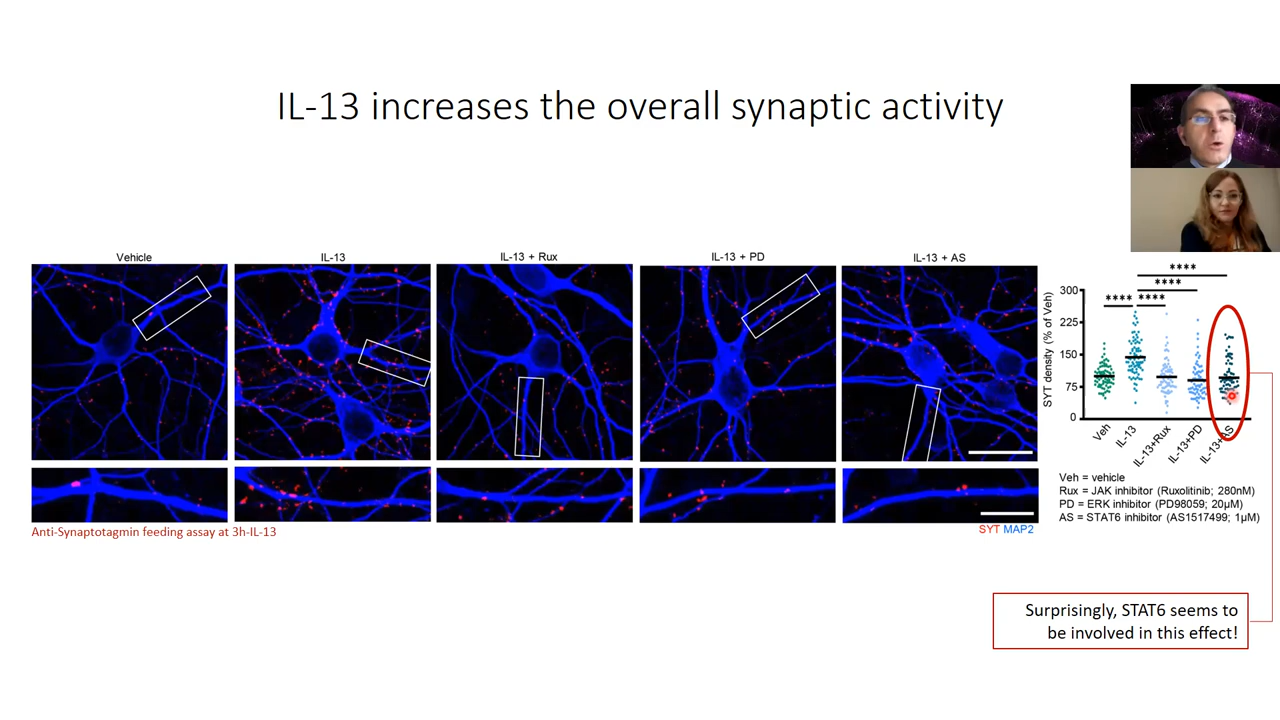 IL-13 increases the overall synaptic activity
Vehicle
IL-13
IL-13 + Rux
IL-13 + PD
IL-13 + AS
SYT density (% of Veh)
300
225
150
75
0
****
****
****
****
Veh
IL-13
IL-13+Rux
IL-13+PD
IL-13+AS
Veh = vehicle
Rux = JAK inhibitor (Ruxolitinib; 280nM)
PD = ERK inhibitor (PD98059; 20µM)
AS = STAT6 inhibitor (AS1517499; 1µM)
Anti-Synaptotagmin feeding assay at 3h-IL-13
SYT MAP2
Surprisingly, STAT6 seems to
be involved in this effect!